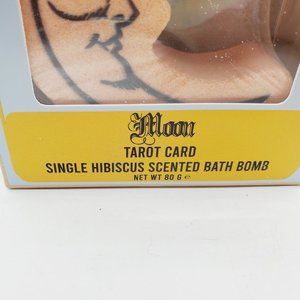 Moon
TAROT CARD
SINGLE HIBISCUS SCENTED BATH BOMB
NET WT 80 G ℮